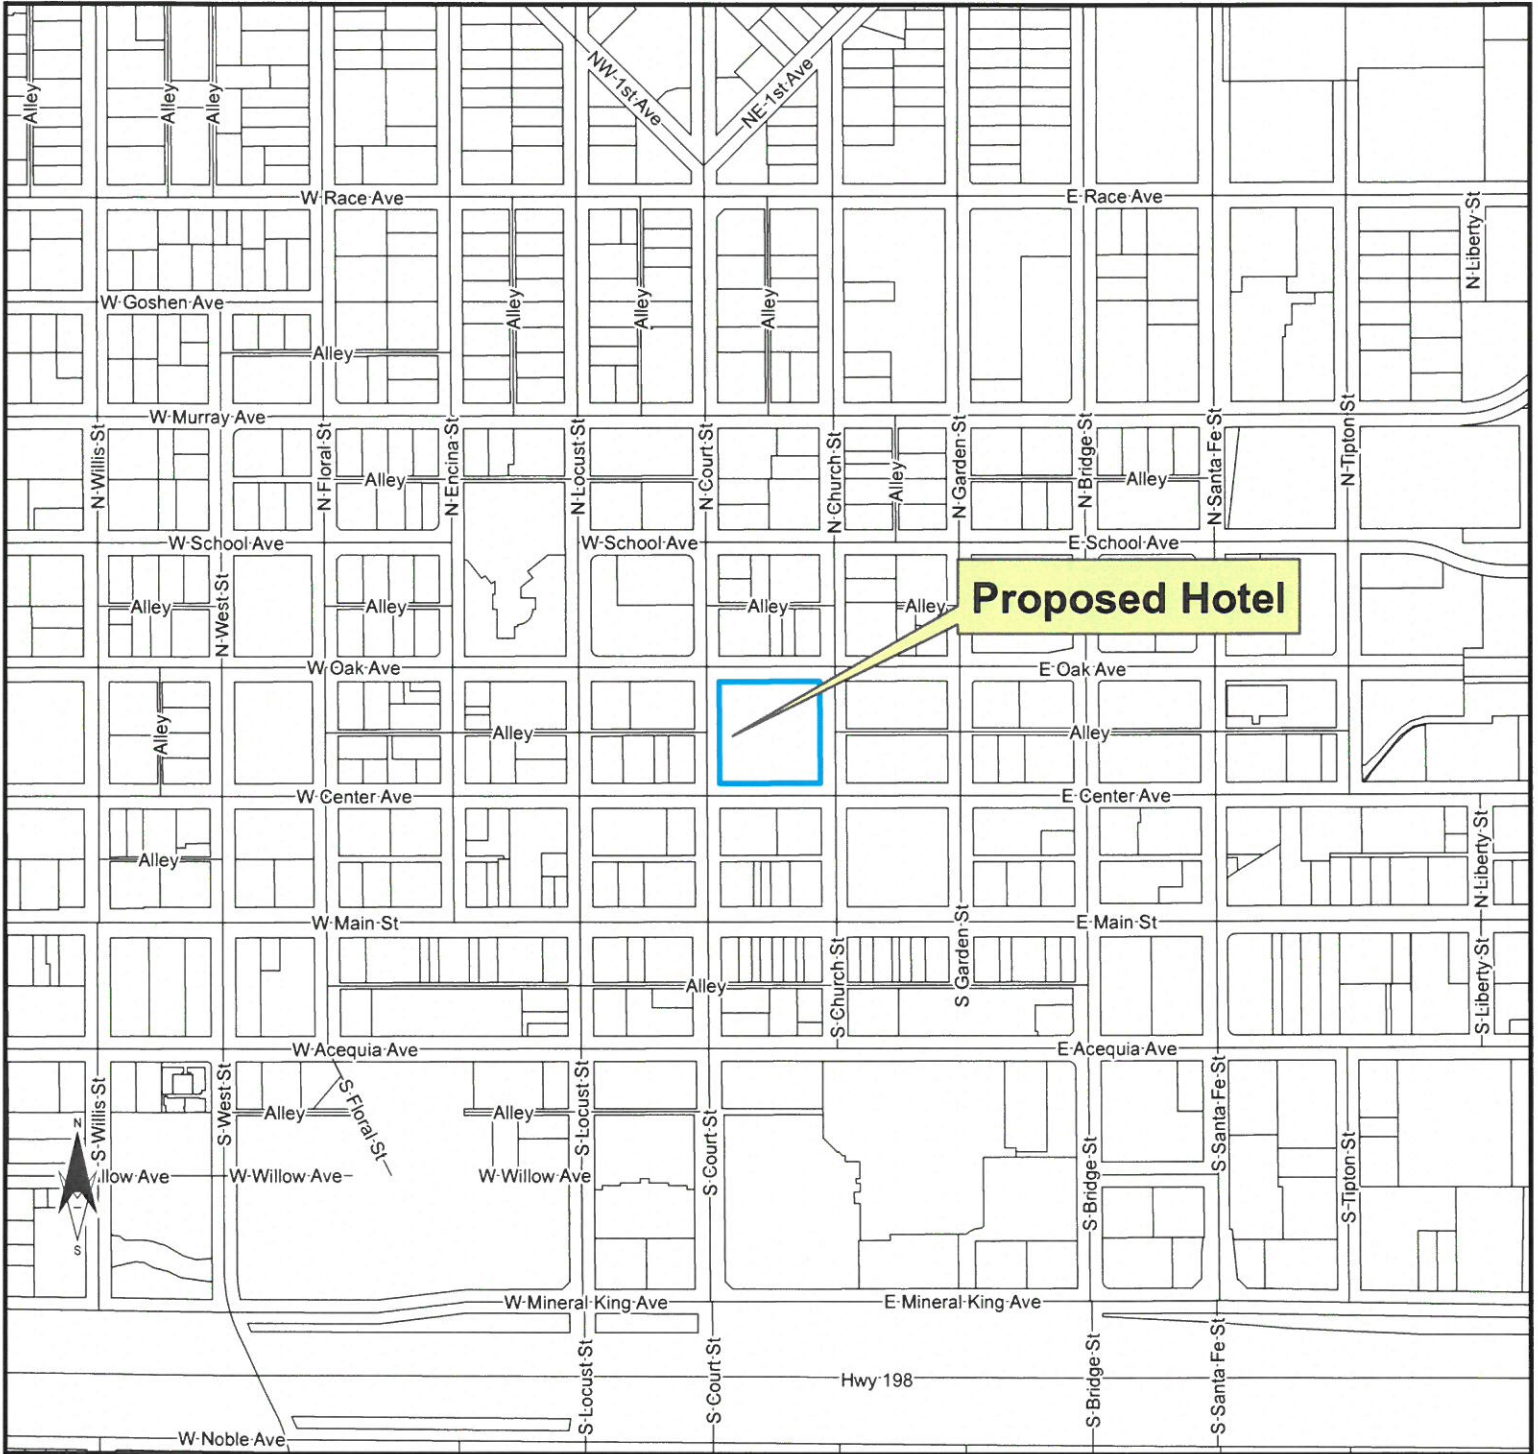 NW 1st Ave
NE 1st Ave
Alley
Alley
Alley
W Race Ave
E Race Ave
N Liberty St
W Goshen Ave
Alley
Alley
Alley
Alley
W Murray Ave
N Willis St
N Floral St
N Encina St
N Locust St
N Court St
N Church St
N Garden St
N Bridge St
N Santa Fe St
N Tipton St
Alley
Alley
Alley
W School Ave
W School Ave
E School Ave
N West St
Alley
Alley
Alley
Alley
Proposed Hotel
W Oak Ave
E Oak Ave
Alley
Alley
Alley
W Center Ave
E Center Ave
N Liberty St
Alley
W Main St
E Main St
S Church St
S Garden St
S Liberty St
Alley
W Acequia Ave
E Acequia Ave
S Willis St
S West St
S Floral St
S Locust St
S Court St
S Bridge St
S Santa Fe St
S Tipton St
Alley
Alley
N
llow Ave
W Willow Ave
W Willow Ave
S
W Mineral King Ave
E Mineral King Ave
S Locust St
S Court St
S Bridge St
S Santa Fe St
Hwy 198
W Noble Ave